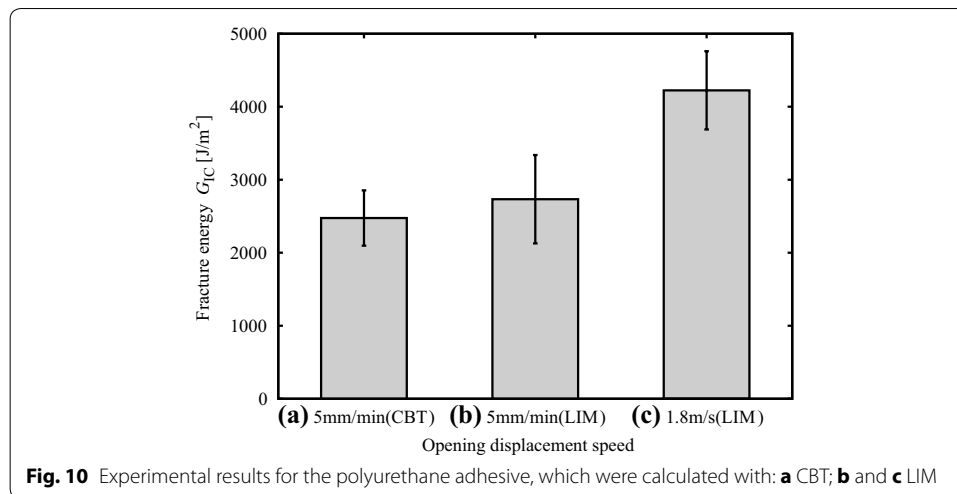 5000
4000
3000
2000
1000
0
Fracture energy G_IC [J/m²]
(a) 5mm/min(CBT) (b) 5mm/min(LIM) (c) 1.8m/s(LIM)
Opening displacement speed
Fig. 10 Experimental results for the polyurethane adhesive, which were calculated with: a CBT; b and c LIM